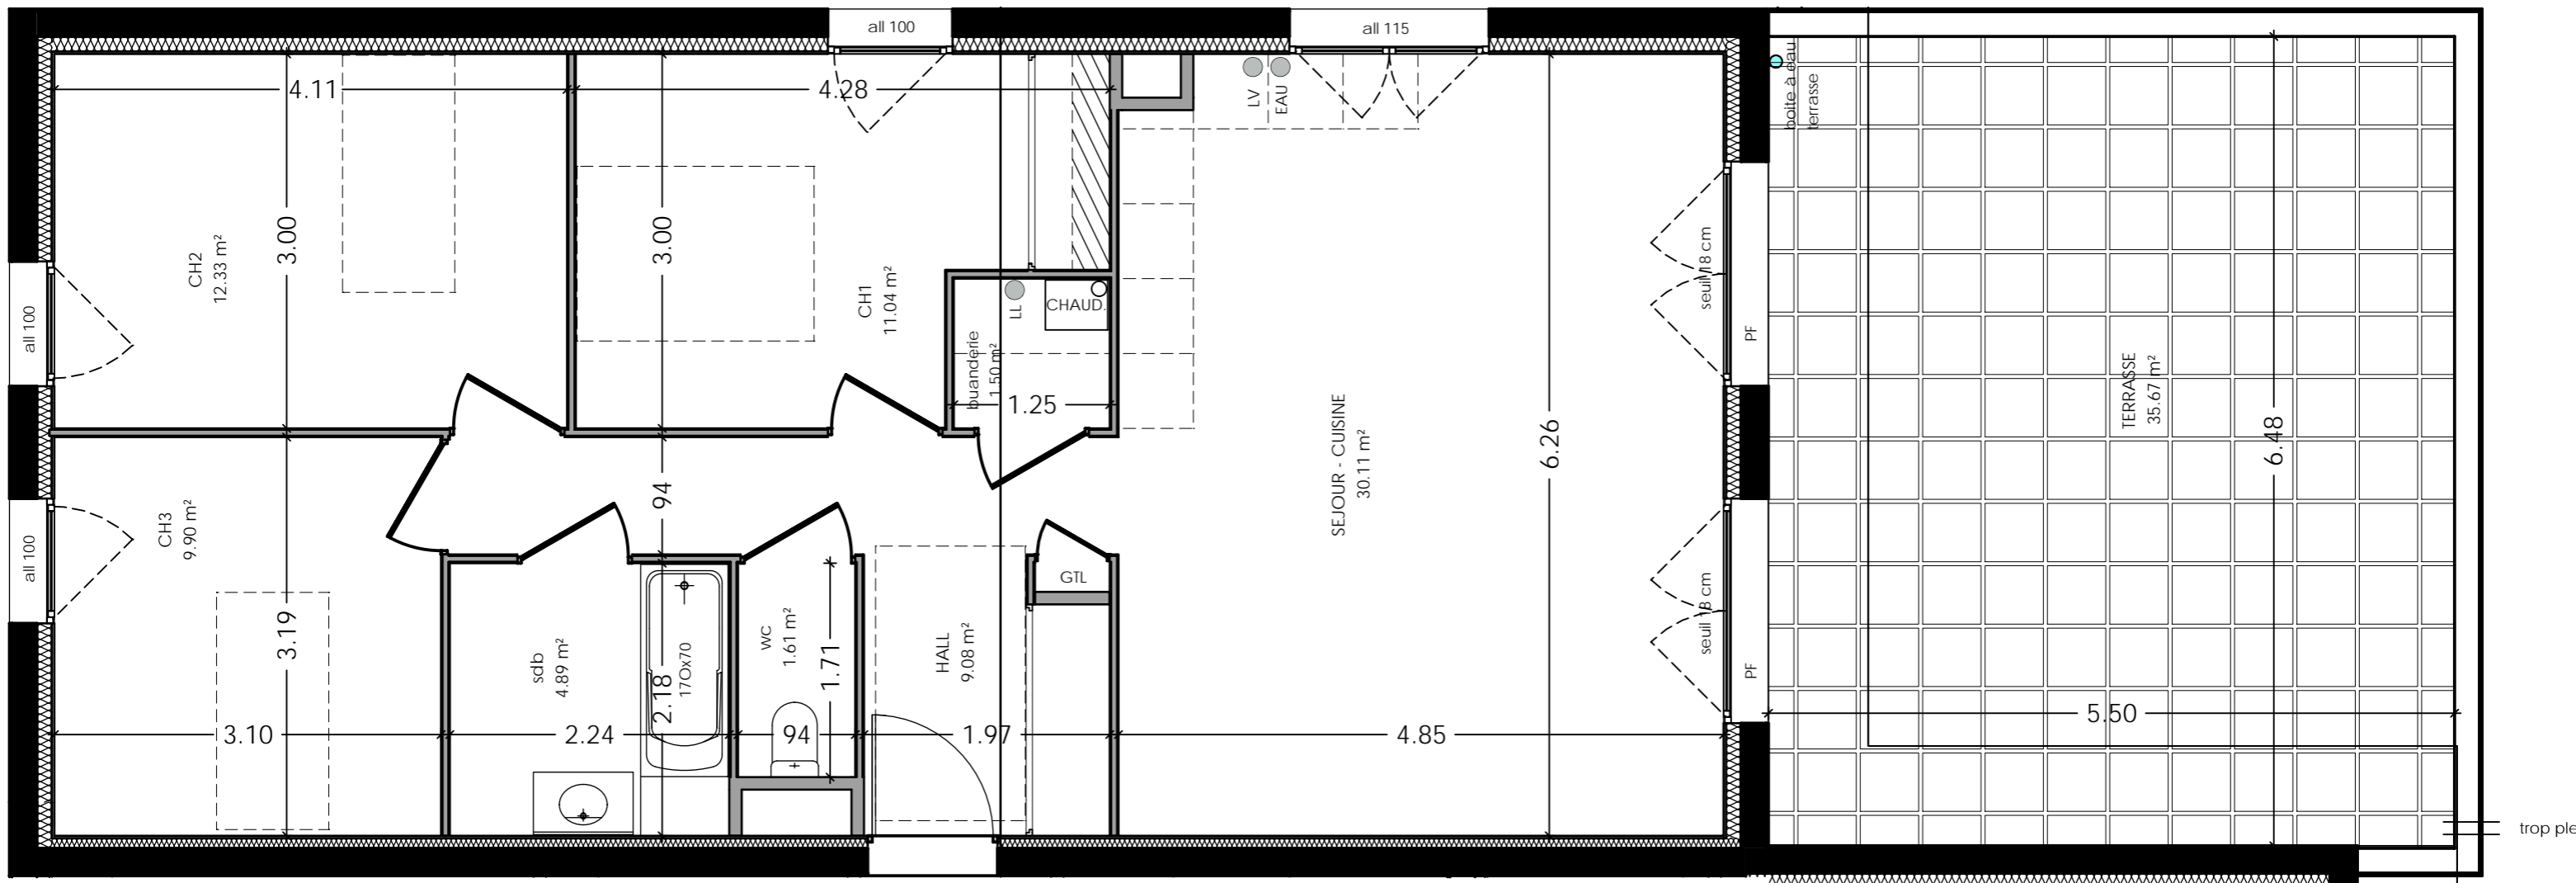 all 100
all 115
4.11
4.28
LV
EAU
boite à eau
terrasse
CH2
12.33 m²
3.00
3.00
CH1
11.04 m²
all 100
LL
CHAUD.
buanderie
1.50 m²
1.25
SEJOUR - CUISINE
30.11 m²
6.26
seuil 18 cm
PF
TERRASSE
35.67 m²
6.48
94
CH3
9.90 m²
all 100
3.19
sdb
4.89 m²
2.18
170x70
WC
1.61 m²
1.71
HALL
9.08 m²
GTL
seuil 18 cm
PF
3.10
2.24
94
1.97
4.85
5.50
trop ple